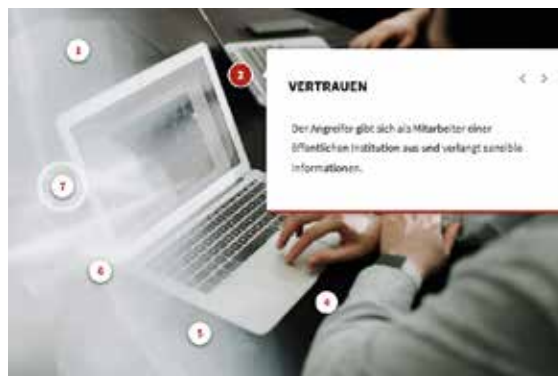 1
2
VERTRAUEN
Der Angreifer gibt sich als Mitarbeiter einer
öffentlichen Institution aus und verlangt sensible
Informationen.
7
6
4
5